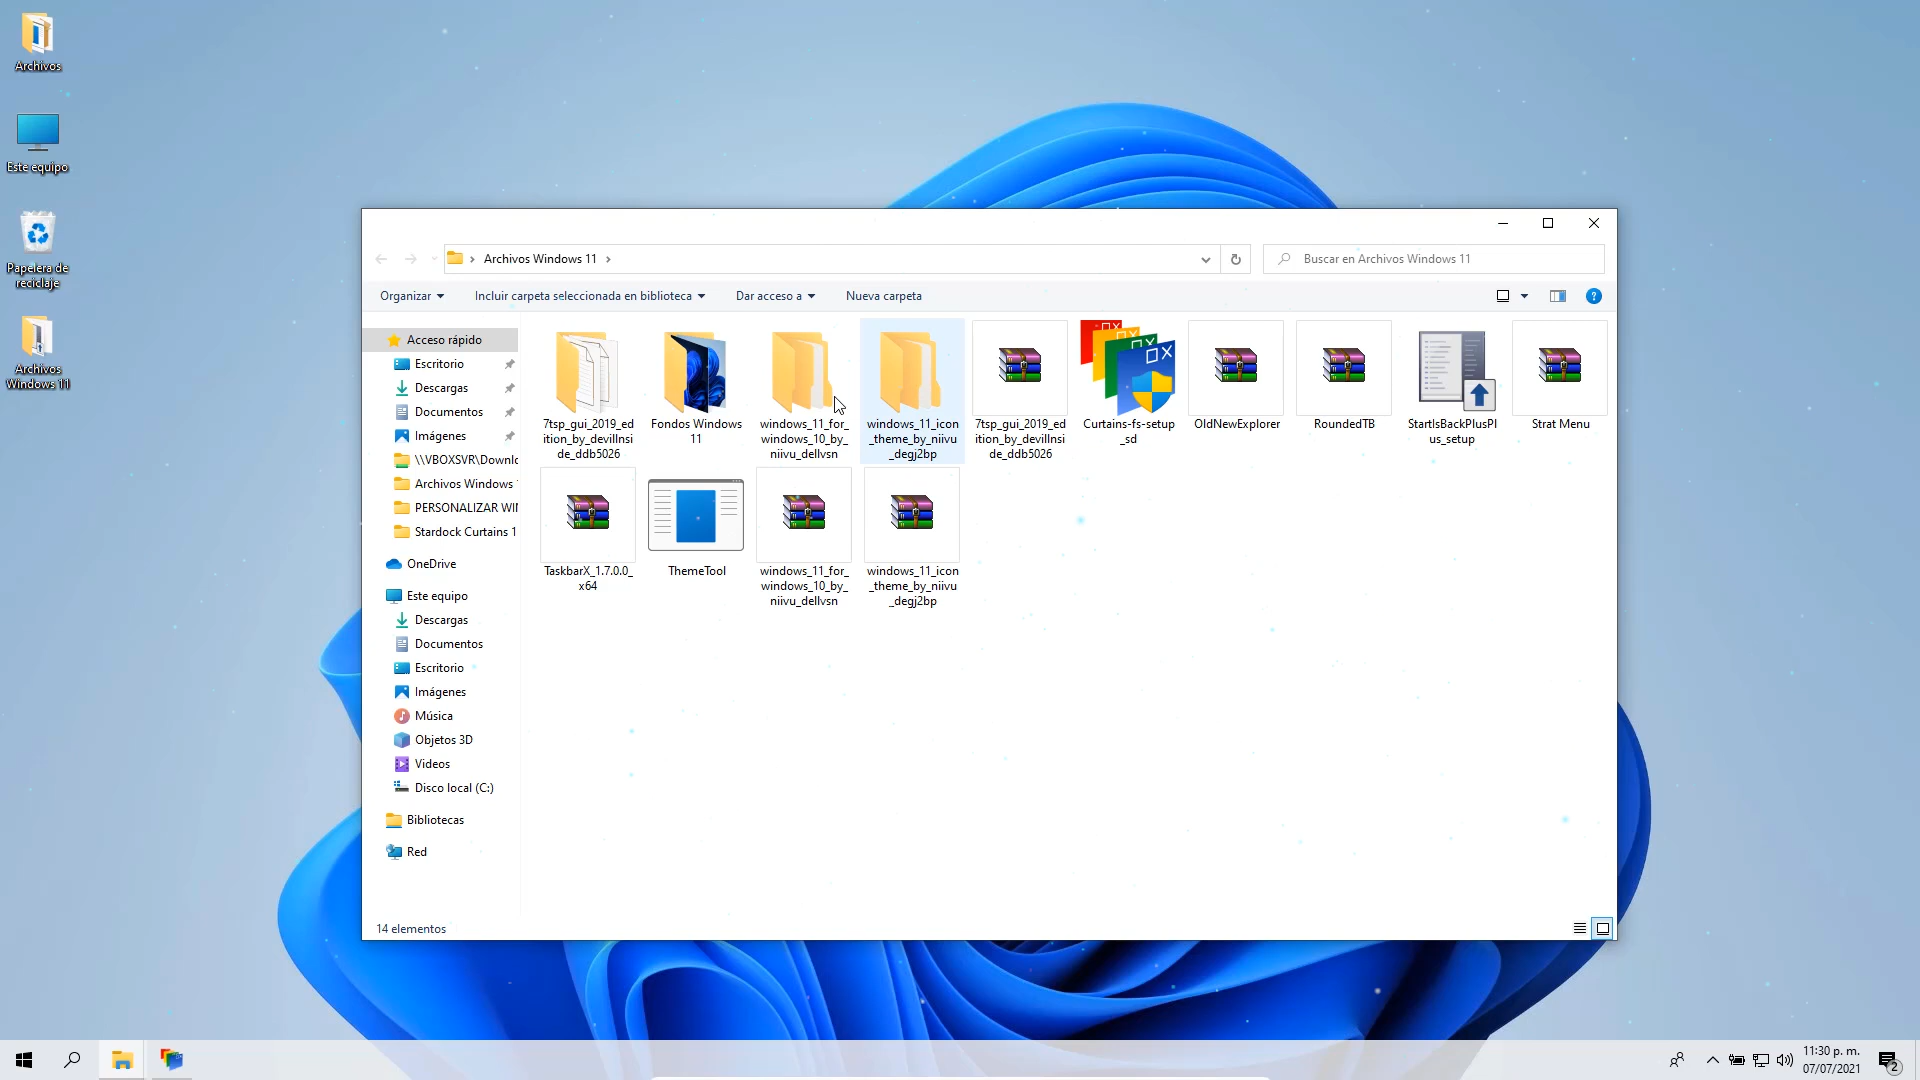 Archivos
Este equipo
Papelera de
reciclaje
Archivos
Windows 11
Archivos Windows 11
Buscar en Archivos Windows 11
Organizar
Incluir carpeta seleccionada en biblioteca
Dar acceso a
Nueva carpeta
Acceso rápido
Escritorio
Descargas
Documentos
Imágenes
\\VBOXSVR\Downlo
Archivos Windows
PERSONALIZAR WIN
Stardock Curtains 1
OneDrive
Este equipo
Descargas
Documentos
Escritorio
Imágenes
Música
Objetos 3D
Videos
Disco local (C:)
Bibliotecas
Red
7tsp_gui_2019_ed
ition_by_devillnsi
de_ddb5026
Fondos Windows
11
windows_11_for_
windows_10_by_
niivu_dellvsn
windows_11_icon
_theme_by_niivu
_degj2bp
7tsp_gui_2019_ed
ition_by_devillnsi
de_ddb5026
Curtains-fs-setup
_sd
OldNewExplorer
RoundedTB
StartIsBackPlusPl
us_setup
Strat Menu
TaskbarX_1.7.0.0_
x64
ThemeTool
windows_11_for_
windows_10_by_
niivu_dellvsn
windows_11_icon
_theme_by_niivu
_degj2bp
14 elementos
11:30 p. m.
07/07/2021
2